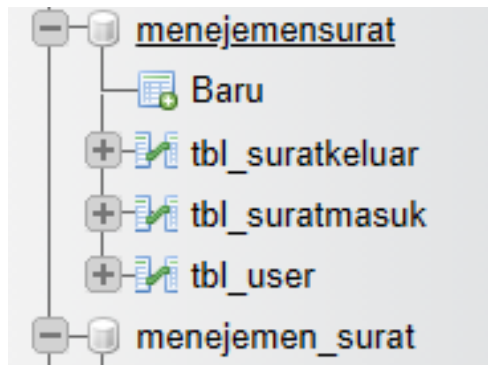 menejemensurat
Baru
tbl_suratkeluar
tbl_suratmasuk
tbl_user
menejemen_surat